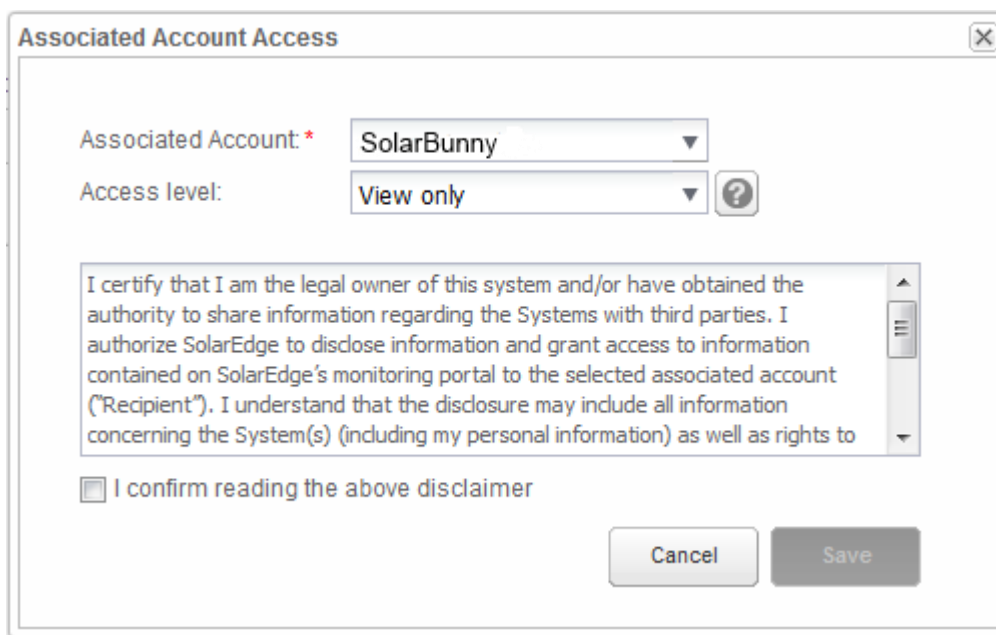 Associated Account Access
Associated Account:* SolarBunny
Access level: View only
I certify that I am the legal owner of this system and/or have obtained the
authority to share information regarding the Systems with third parties. I
authorize SolarEdge to disclose information and grant access to information
contained on SolarEdge's monitoring portal to the selected associated account
("Recipient"). I understand that the disclosure may include all information
concerning the System(s) (including my personal information) as well as rights to
I confirm reading the above disclaimer
Cancel Save